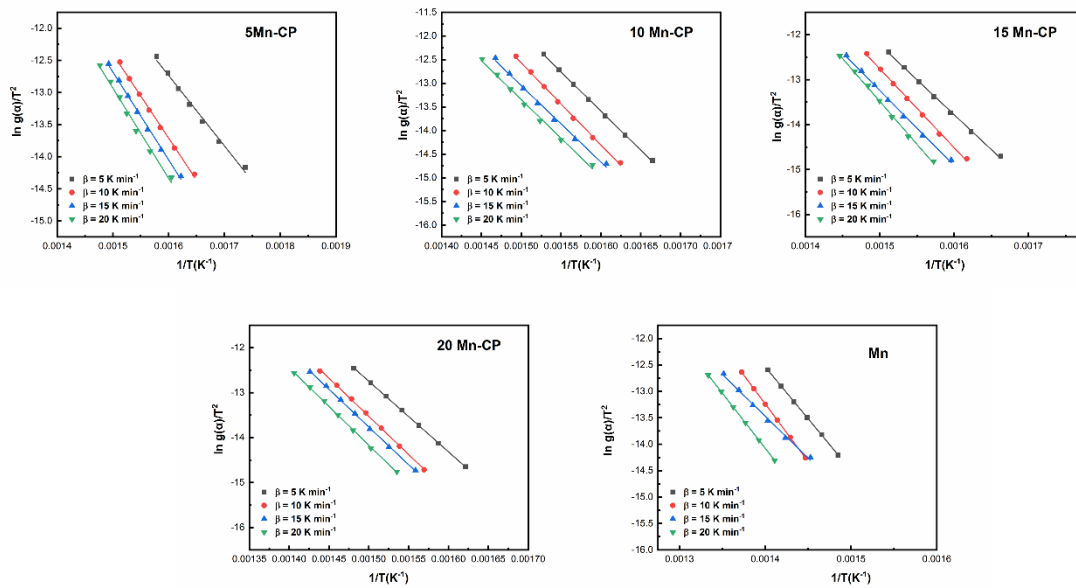 5Mn-CP
-12.0
-12.5
-13.0
-13.5
-14.0
-14.5
-15.0
ln g(α)/T²
β = 5 K min⁻¹
β = 10 K min⁻¹
β = 15 K min⁻¹
β = 20 K min⁻¹
0.0014 0.0015 0.0016 0.0017 0.0018 0.0019
1/T(K⁻¹)
10 Mn-CP
-11.5
-12.0
-12.5
-13.0
-13.5
-14.0
-14.5
-15.0
-15.5
-16.0
ln g(α)/T²
β = 5 K min⁻¹
β = 10 K min⁻¹
β = 15 K min⁻¹
β = 20 K min⁻¹
0.00140 0.00145 0.00150 0.00155 0.00160 0.00165 0.00170 0.0017
1/T(K⁻¹)
15 Mn-CP
-12
-13
-14
-15
-16
ln g(α)/T²
β = 5 K min⁻¹
β = 10 K min⁻¹
β = 15 K min⁻¹
β = 20 K min⁻¹
0.0014 0.0015 0.0016 0.0017
1/T(K⁻¹)
20 Mn-CP
-12
-13
-14
-15
-16
ln g(α)/T²
β = 5 K min⁻¹
β = 10 K min⁻¹
β = 15 K min⁻¹
β = 20 K min⁻¹
0.00135 0.00140 0.00145 0.00150 0.00155 0.00160 0.00165 0.00170
1/T(K⁻¹)
Mn
-12.0
-12.5
-13.0
-13.5
-14.0
-14.5
-15.0
-15.5
-16.0
ln g(α)/T²
β = 5 K min⁻¹
β = 10 K min⁻¹
β = 15 K min⁻¹
β = 20 K min⁻¹
0.0013 0.0014 0.0015 0.0016
1/T(K⁻¹)